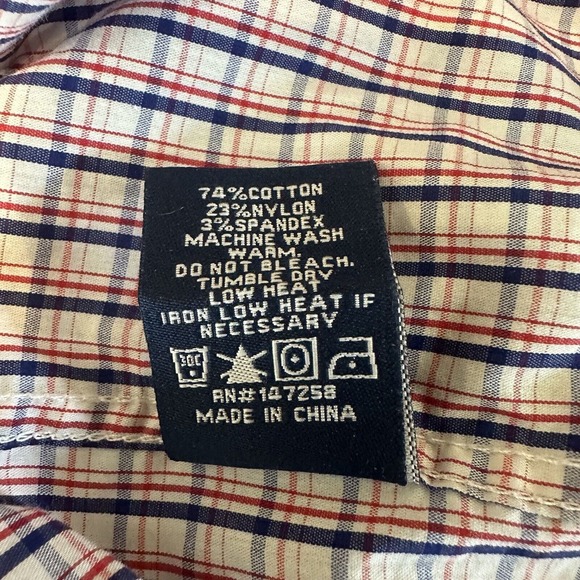 74%COTTON
23%NYLON
3%SPANDEX
MACHINE WASH
WARM.
DO NOT BLEACH.
TUMBLE DRY
LOW HEAT
IRON LOW HEAT IF
NECESSARY
30C
RN#147258
MADE IN CHINA